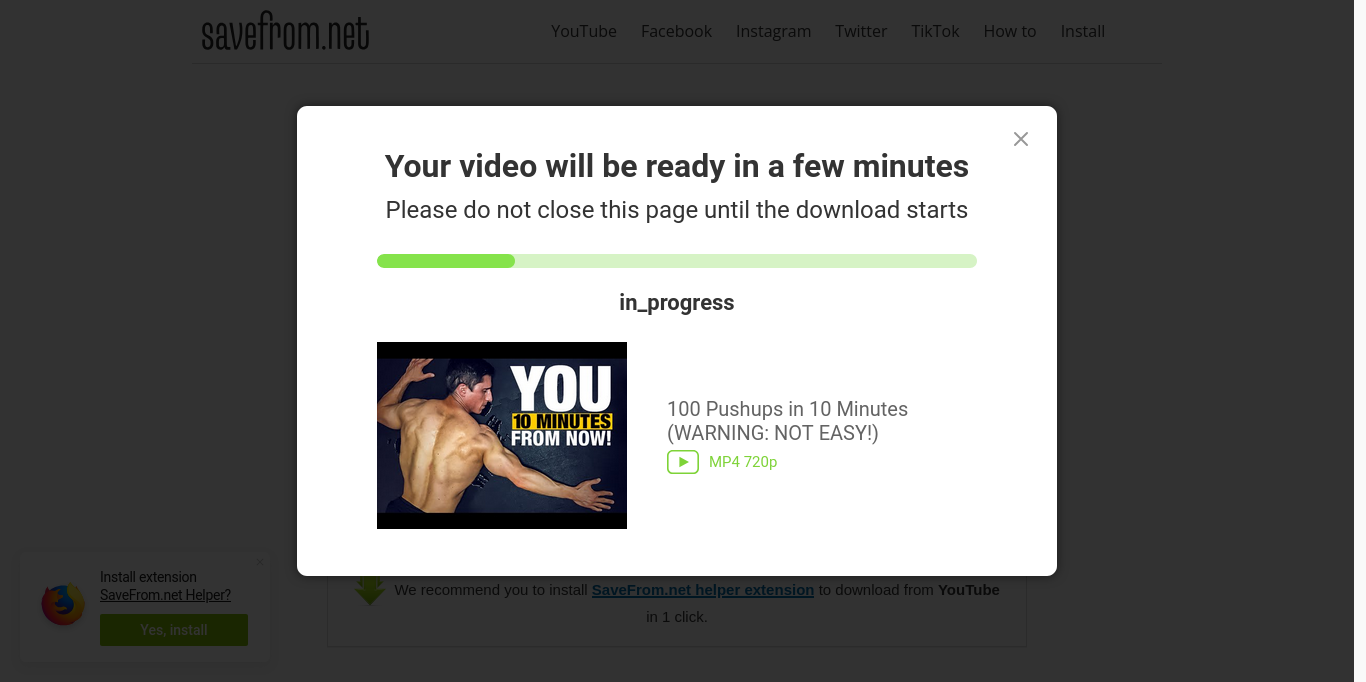 savefrom.net
YouTube Facebook Instagram Twitter TikTok How to Install
Your video will be ready in a few minutes
Please do not close this page until the download starts
in_progress
YOU
10 MINUTES
FROM NOW!
100 Pushups in 10 Minutes
(WARNING: NOT EASY!)
MP4 720p
Install extension
SaveFrom.net Helper?
Yes, install
We recommend you to install SaveFrom.net helper extension to download from YouTube
in 1 click.